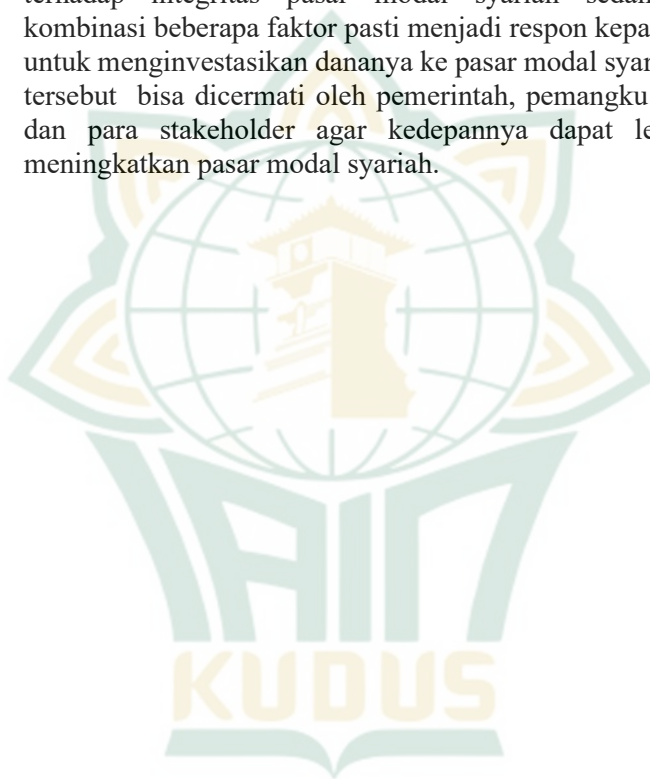 terhadap integritas pasar modal syariah sedan
kombinasi beberapa faktor pasti menjadi respon kepa
untuk menginvestasikan dananya ke pasar modal syar
tersebut bisa dicermati oleh pemerintah, pemangku
dan para stakeholder agar kedepannya dapat le
meningkatkan pasar modal syariah.
IAIN
KUDUS